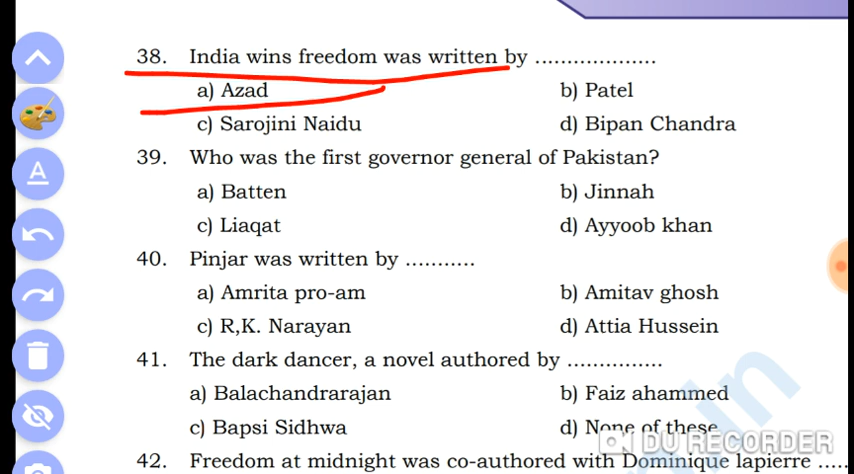 38. India wins freedom was written by ...................
a) Azad b) Patel
c) Sarojini Naidu d) Bipan Chandra
39. Who was the first governor general of Pakistan?
a) Batten b) Jinnah
c) Liaqat d) Ayyoob khan
40. Pinjar was written by ...........
a) Amrita pro-am b) Amitav ghosh
c) R,K. Narayan d) Attia Hussein
41. The dark dancer, a novel authored by ...............
a) Balachandrarajan b) Faiz ahammed
c) Bapsi Sidhwa d) None of these
DU RECORDER
42. Freedom at midnight was co-authored with Dominique lapierre .....
A